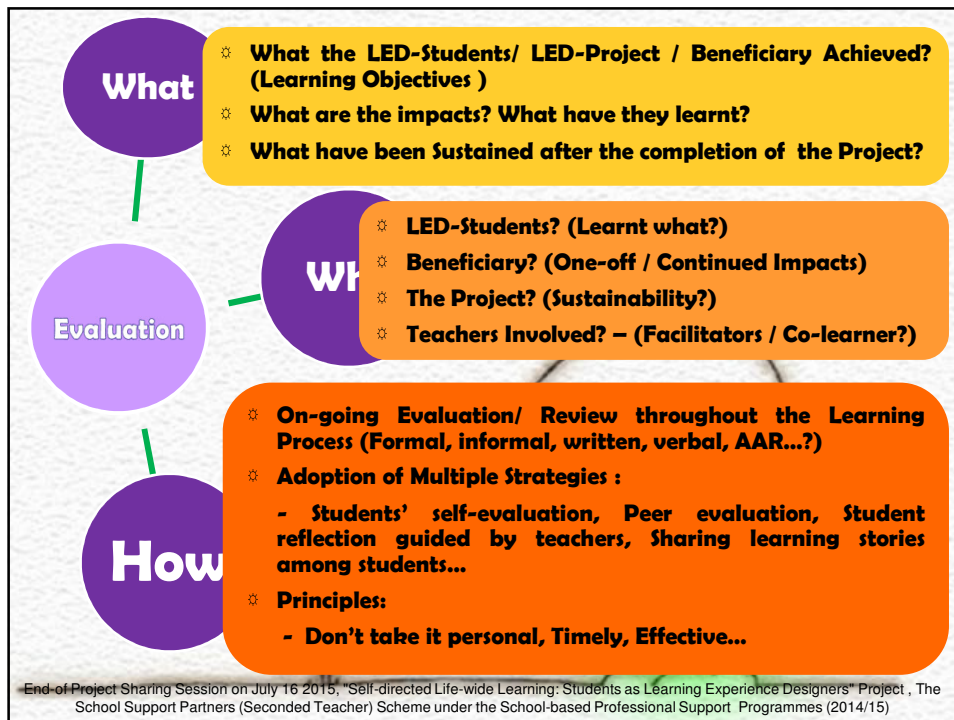 What
☼ What the LED-Students/ LED-Project / Beneficiary Achieved?
(Learning Objectives )
☼ What are the impacts? What have they learnt?
☼ What have been Sustained after the completion of the Project?
☼ LED-Students? (Learnt what?)
☼ Beneficiary? (One-off / Continued Impacts)
☼ The Project? (Sustainability?)
☼ Teachers Involved? – (Facilitators / Co-learner?)
Evaluation
How
☼ On-going Evaluation/ Review throughout the Learning
Process (Formal, informal, written, verbal, AAR...?)
☼ Adoption of Multiple Strategies :
- Students’ self-evaluation, Peer evaluation, Student
reflection guided by teachers, Sharing learning stories
among students...
☼ Principles:
- Don’t take it personal, Timely, Effective...
End-of Project Sharing Session on July 16 2015, "Self-directed Life-wide Learning: Students as Learning Experience Designers" Project , The
School Support Partners (Seconded Teacher) Scheme under the School-based Professional Support Programmes (2014/15)